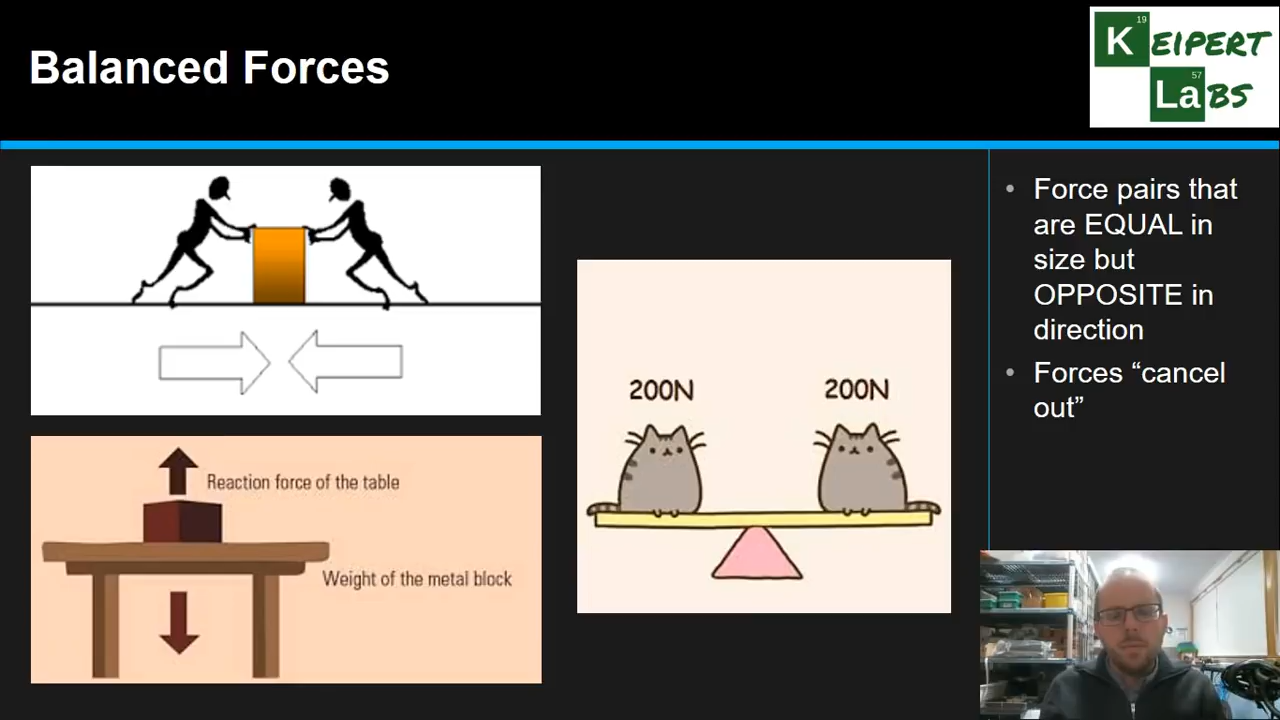 Balanced Forces
19
K EIPERT
57
La BS
Reaction force of the table
Weight of the metal block
200N 200N
• Force pairs that
are EQUAL in
size but
OPPOSITE in
direction
• Forces “cancel
out”